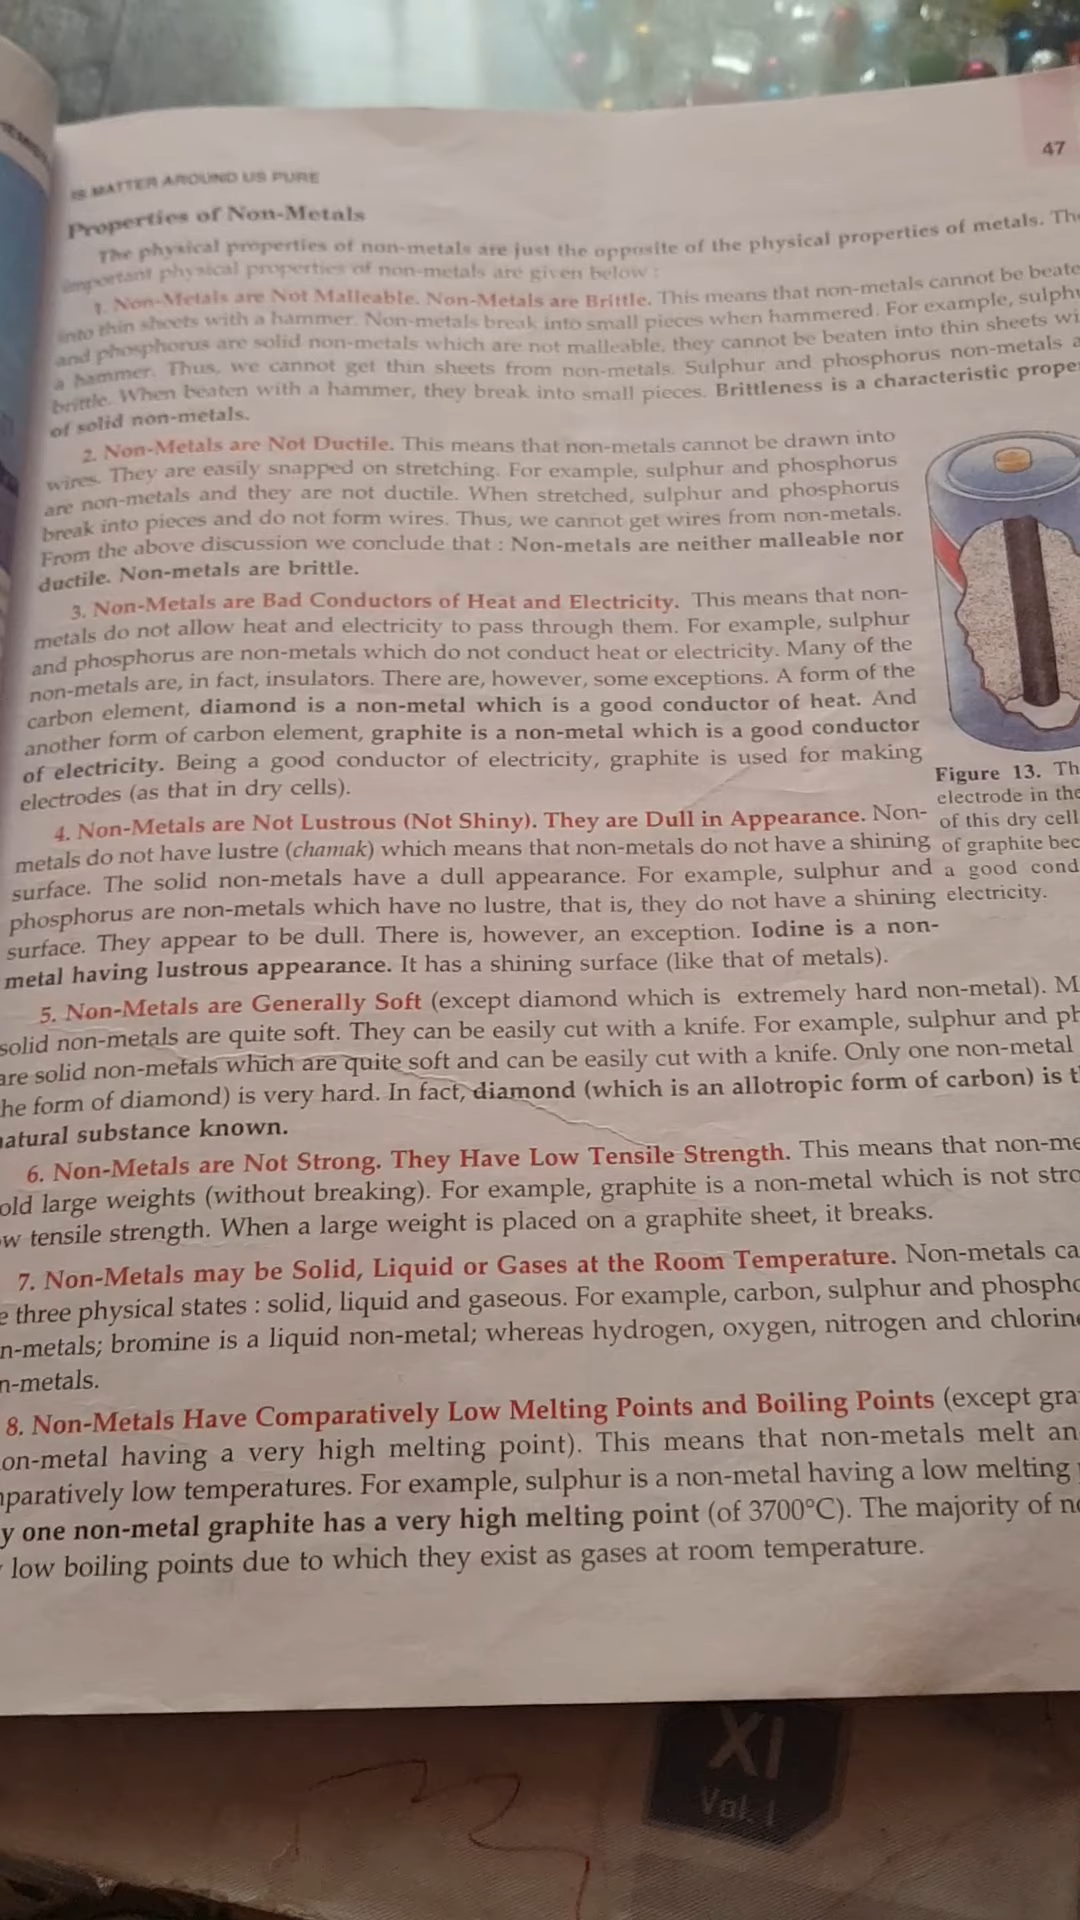 47
IS MATTER AROUND US PURE
Properties of Non-Metals
The physical properties of non-metals are just the opposite of the physical properties of metals. The
important physical properties of non-metals are given below :
1. Non-Metals are Not Malleable. Non-Metals are Brittle. This means that non-metals cannot be beate
into thin sheets with a hammer. Non-metals break into small pieces when hammered. For example, sulphu
and phosphorus are solid non-metals which are not malleable, they cannot be beaten into thin sheets wi
a hammer. Thus, we cannot get thin sheets from non-metals. Sulphur and phosphorus non-metals a
brittle. When beaten with a hammer, they break into small pieces. Brittleness is a characteristic prope
of solid non-metals.
2. Non-Metals are Not Ductile. This means that non-metals cannot be drawn into
wires. They are easily snapped on stretching. For example, sulphur and phosphorus
are non-metals and they are not ductile. When stretched, sulphur and phosphorus
break into pieces and do not form wires. Thus, we cannot get wires from non-metals.
From the above discussion we conclude that : Non-metals are neither malleable nor
ductile. Non-metals are brittle.
3. Non-Metals are Bad Conductors of Heat and Electricity. This means that non-
metals do not allow heat and electricity to pass through them. For example, sulphur
and phosphorus are non-metals which do not conduct heat or electricity. Many of the
non-metals are, in fact, insulators. There are, however, some exceptions. A form of the
carbon element, diamond is a non-metal which is a good conductor of heat. And
another form of carbon element, graphite is a non-metal which is a good conductor
of electricity. Being a good conductor of electricity, graphite is used for making
electrodes (as that in dry cells).
Figure 13. Th
electrode in the
of this dry cell
of graphite bec
a good cond
electricity.
4. Non-Metals are Not Lustrous (Not Shiny). They are Dull in Appearance. Non-
metals do not have lustre (chamak) which means that non-metals do not have a shining
surface. The solid non-metals have a dull appearance. For example, sulphur and
phosphorus are non-metals which have no lustre, that is, they do not have a shining
surface. They appear to be dull. There is, however, an exception. Iodine is a non-
metal having lustrous appearance. It has a shining surface (like that of metals).
5. Non-Metals are Generally Soft (except diamond which is extremely hard non-metal). M
solid non-metals are quite soft. They can be easily cut with a knife. For example, sulphur and ph
are solid non-metals which are quite soft and can be easily cut with a knife. Only one non-metal
he form of diamond) is very hard. In fact, diamond (which is an allotropic form of carbon) is t
natural substance known.
6. Non-Metals are Not Strong. They Have Low Tensile Strength. This means that non-me
old large weights (without breaking). For example, graphite is a non-metal which is not stro
w tensile strength. When a large weight is placed on a graphite sheet, it breaks.
7. Non-Metals may be Solid, Liquid or Gases at the Room Temperature. Non-metals ca
e three physical states : solid, liquid and gaseous. For example, carbon, sulphur and phospho
n-metals; bromine is a liquid non-metal; whereas hydrogen, oxygen, nitrogen and chlorine
n-metals.
8. Non-Metals Have Comparatively Low Melting Points and Boiling Points (except gra
on-metal having a very high melting point). This means that non-metals melt an
mparatively low temperatures. For example, sulphur is a non-metal having a low melting
y one non-metal graphite has a very high melting point (of 3700°C). The majority of no
low boiling points due to which they exist as gases at room temperature.
XI
Vol. I